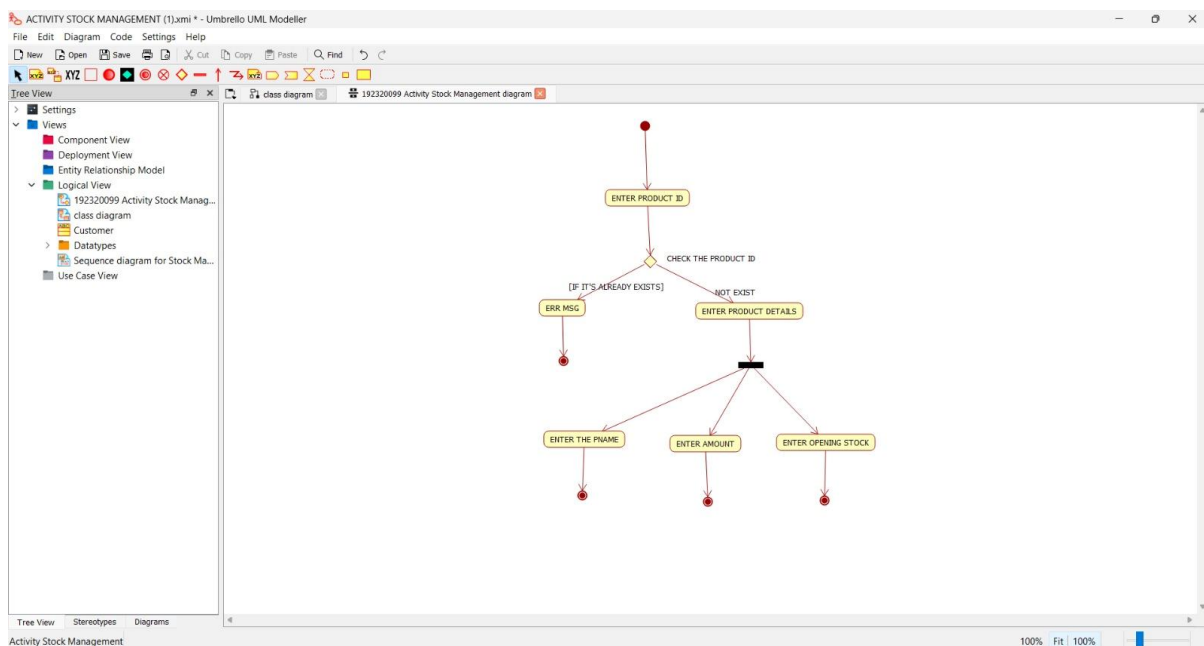 ACTIVITY STOCK MANAGEMENT (1).xmi * - Umbrello UML Modeller
File Edit Diagram Code Settings Help
New Open Save Cut Copy Paste Find
XYZ
Tree View
class diagram
192320099 Activity Stock Management diagram
Settings
Views
Component View
Deployment View
Entity Relationship Model
Logical View
192320099 Activity Stock Manag...
class diagram
Customer
Datatypes
Sequence diagram for Stock Ma...
Use Case View
ENTER PRODUCT ID
CHECK THE PRODUCT ID
[IF IT'S ALREADY EXISTS]
NOT EXIST
ERR MSG
ENTER PRODUCT DETAILS
ENTER THE PNAME
ENTER AMOUNT
ENTER OPENING STOCK
Tree View Stereotypes Diagrams
Activity Stock Management
100% Fit 100%